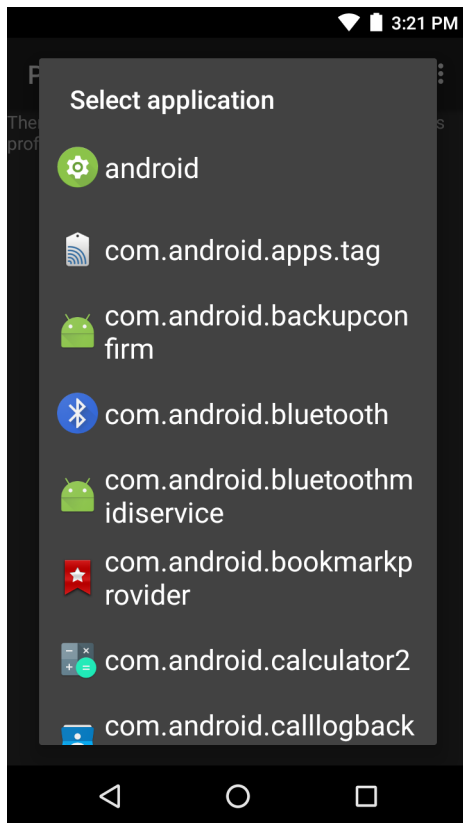 3:21 PM
Select application
android
com.android.apps.tag
com.android.backupcon
firm
com.android.bluetooth
com.android.bluetoothm
idiservice
com.android.bookmarkp
rovider
com.android.calculator2
com.android.calllogback